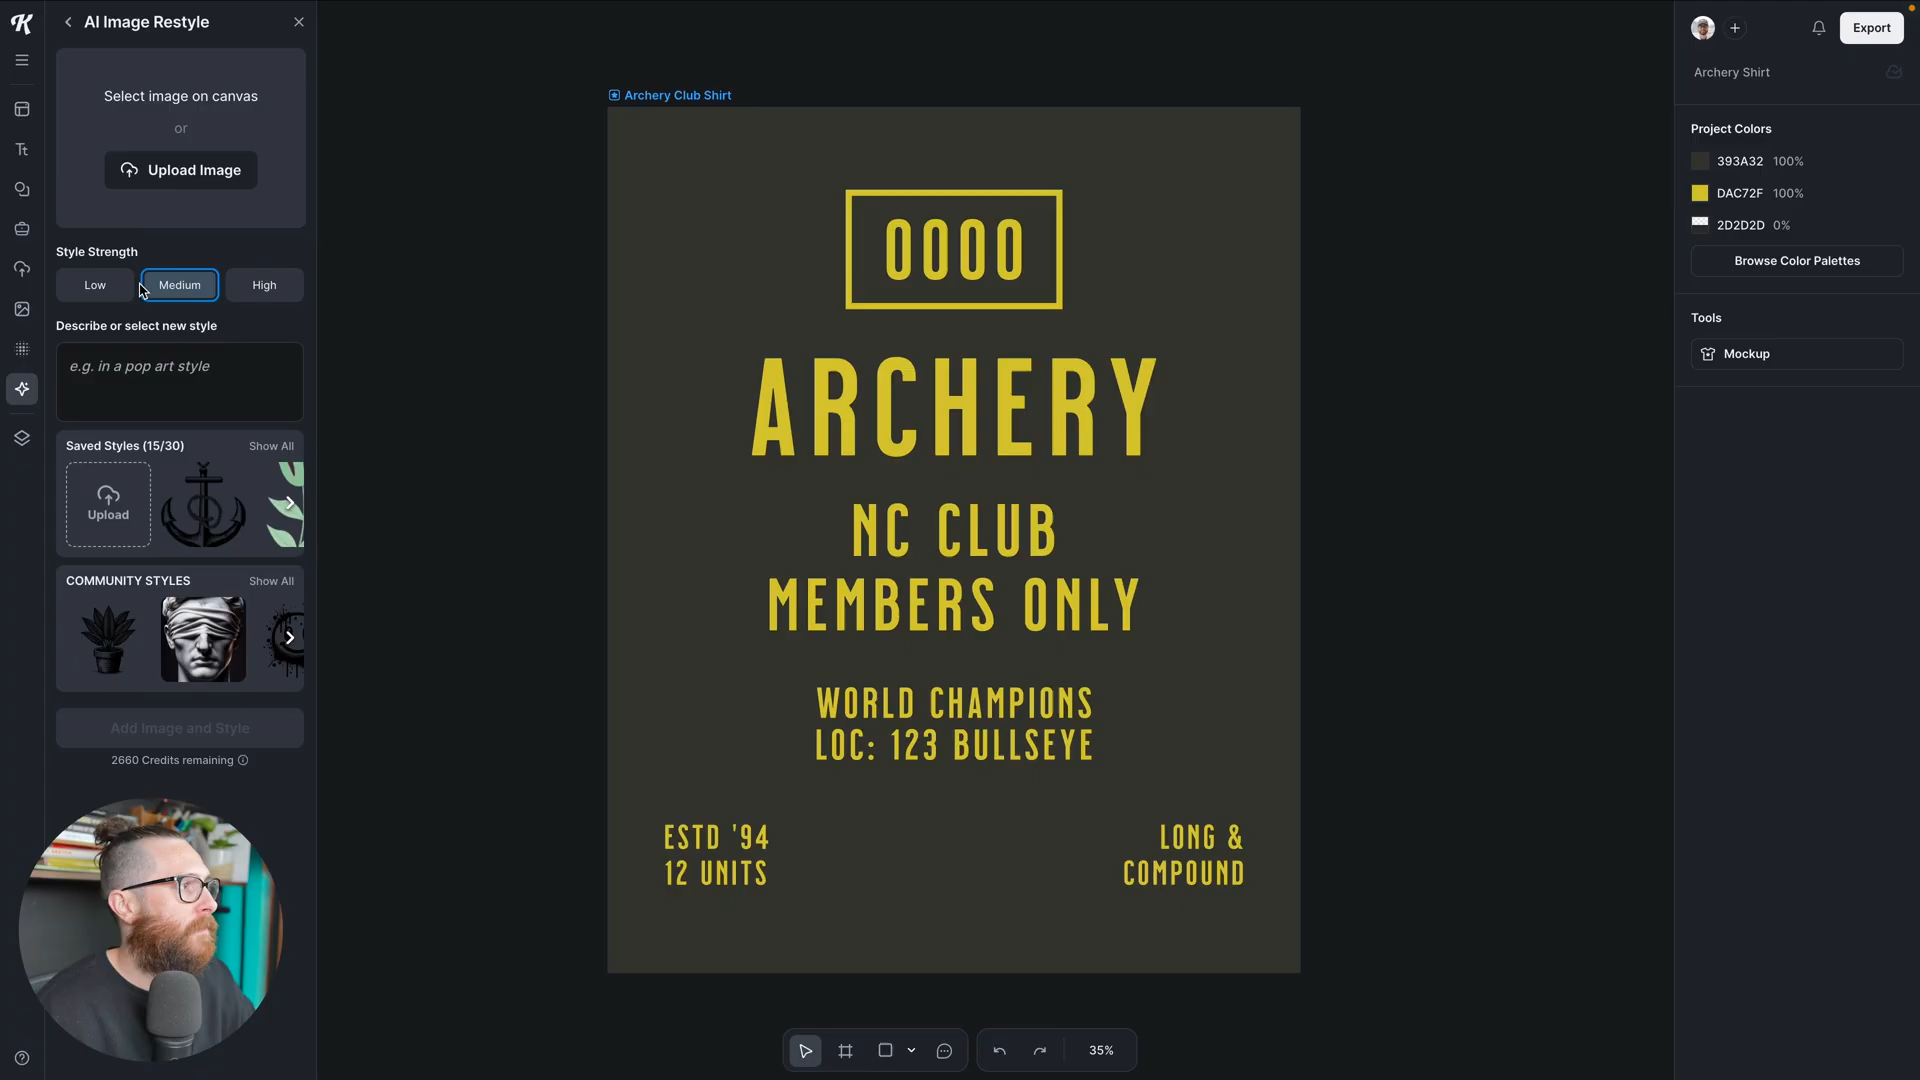 AI Image Restyle
Select image on canvas
or
Upload Image
Style Strength
Low
Medium
High
Describe or select new style
e.g. in a pop art style
Saved Styles (15/30)
Show All
Upload
COMMUNITY STYLES
Show All
Add Image and Style
2660 Credits remaining
Archery Club Shirt
0000
ARCHERY
NC CLUB
MEMBERS ONLY
WORLD CHAMPIONS
LOC: 123 BULLSEYE
ESTD '94
12 UNITS
LONG &
COMPOUND
35%
Export
Archery Shirt
Project Colors
393A32 100%
DAC72F 100%
2D2D2D 0%
Browse Color Palettes
Tools
Mockup